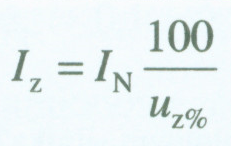 I_z = I_N 100 / u_z%